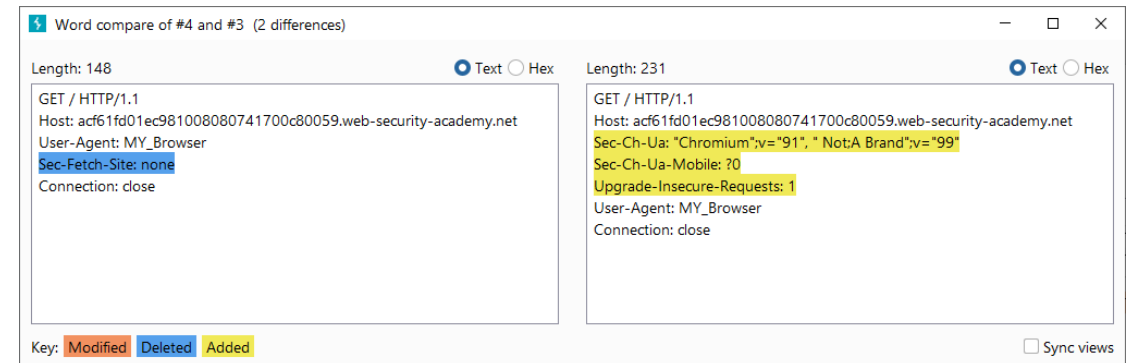 Word compare of #4 and #3 (2 differences)
Length: 148
Text Hex
GET / HTTP/1.1
Host: acf61fd01ec981008080741700c80059.web-security-academy.net
User-Agent: MY_Browser
Sec-Fetch-Site: none
Connection: close
Length: 231
Text Hex
GET / HTTP/1.1
Host: acf61fd01ec981008080741700c80059.web-security-academy.net
Sec-Ch-Ua: "Chromium";v="91", " Not;A Brand";v="99"
Sec-Ch-Ua-Mobile: ?0
Upgrade-Insecure-Requests: 1
User-Agent: MY_Browser
Connection: close
Key: Modified Deleted Added
Sync views